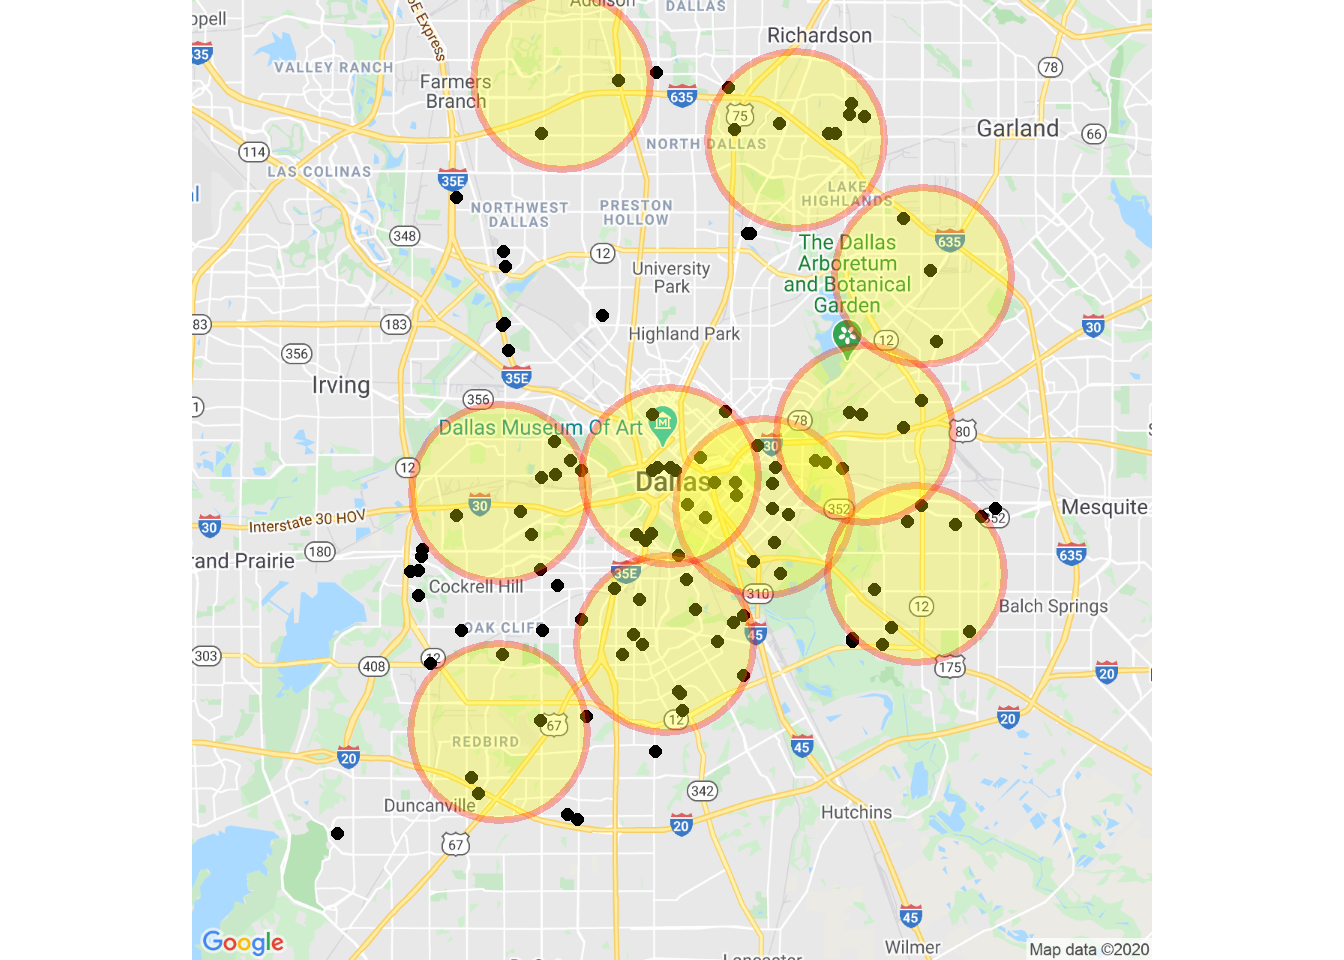 Addison
DALLAS
ppell
E Express
Richardson
35
VALLEY RANCH
78
Farmers
Branch
635
75
Garland
66
114
NORTH DALLAS
LAS COLINAS
35E
LAKE
HIGHLANDS
NORTHWEST
DALLAS
PRESTON
HOLLOW
348
635
The Dallas
Arboretum
and Botanical
Garden
12
University
Park
83
183
30
Highland Park
12
356
35E
Irving
356
1
78
Dallas Museum Of Art
80
30
12
Dallas
30
Mesquite
352
352
Interstate 30 HOV
30
rand Prairie
180
635
35E
Cockrell Hill
310
12
Balch Springs
OAK CLIFF
45
303
12
408
175
20
12
20
67
REDBIRD
45
20
342
Duncanville
Hutchins
20
67
45
Google
Wilmer
Map data ©2020
Lancaster